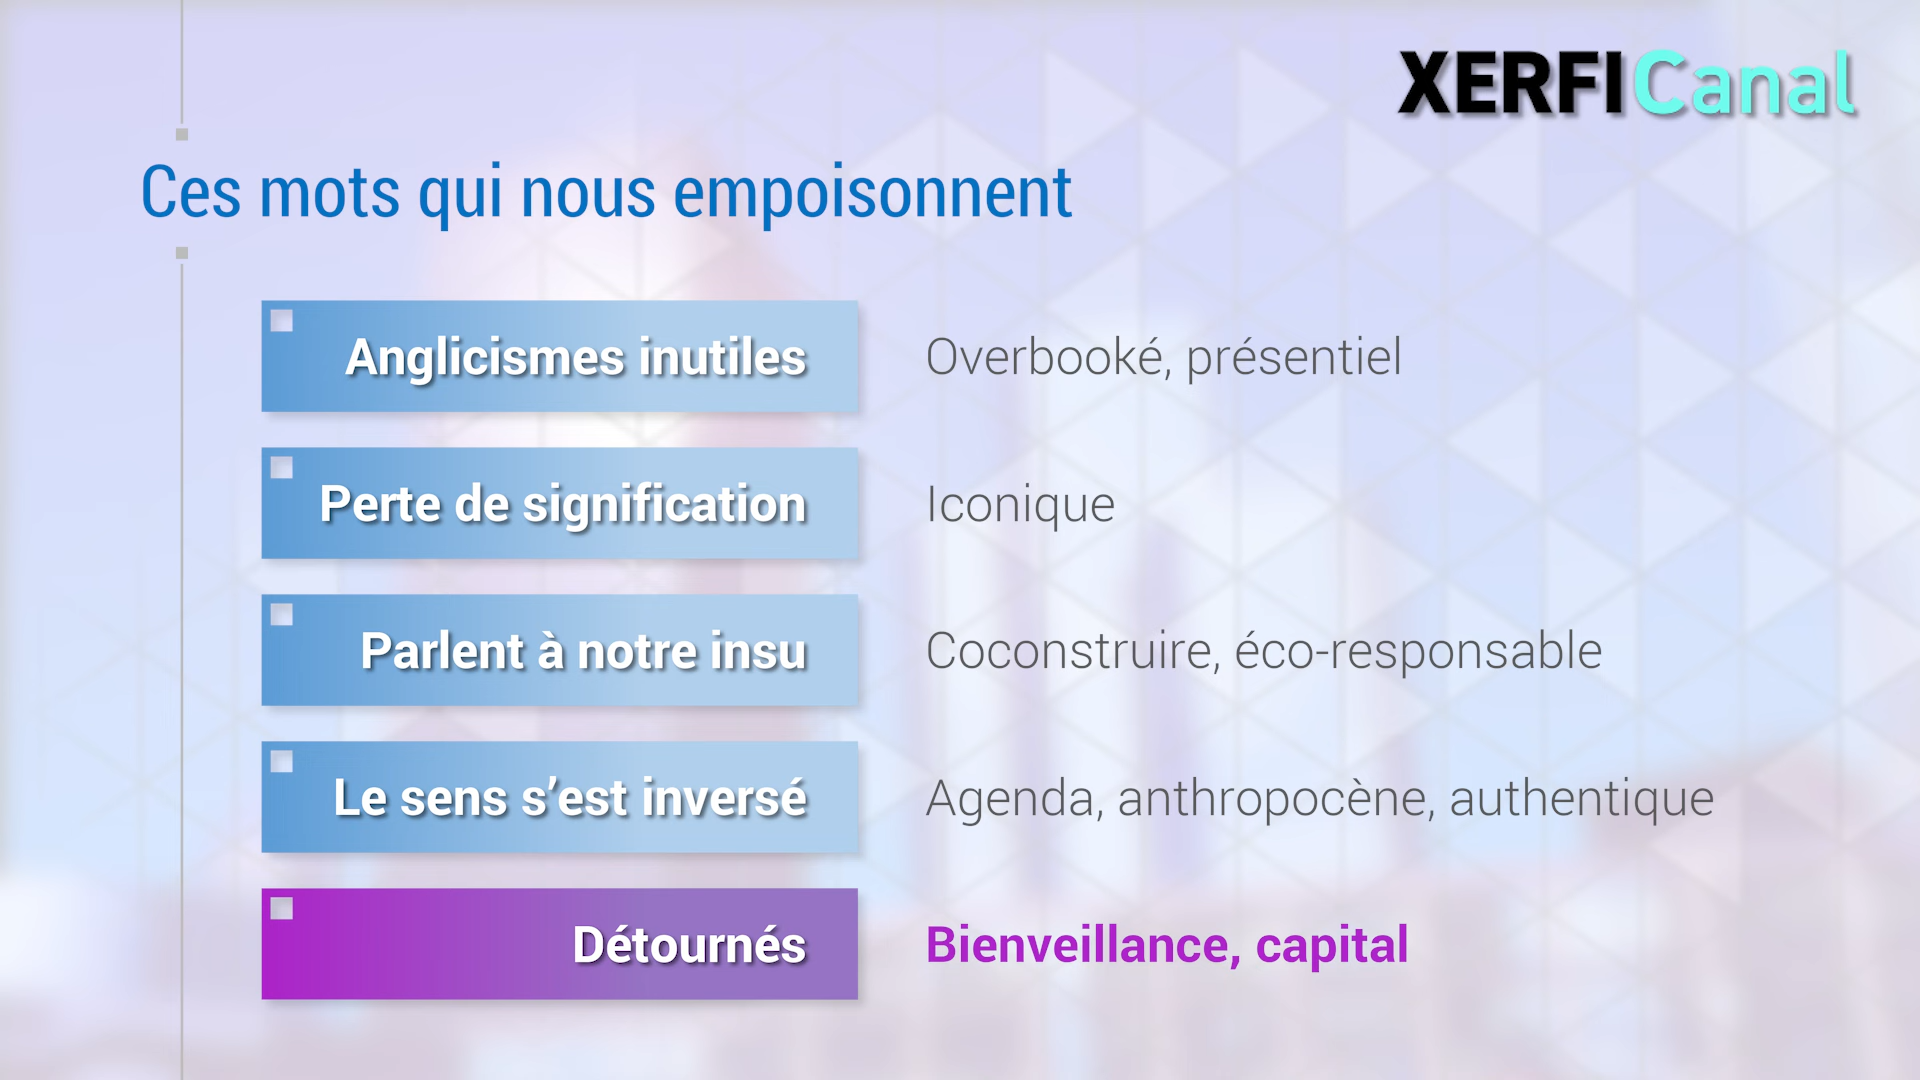 XERFI Canal
Ces mots qui nous empoisonnent
Anglicismes inutiles
Overbooké, présentiel
Perte de signification
Iconique
Parlent à notre insu
Coconstruire, éco-responsable
Le sens s’est inversé
Agenda, anthropocène, authentique
Détournés
Bienveillance, capital